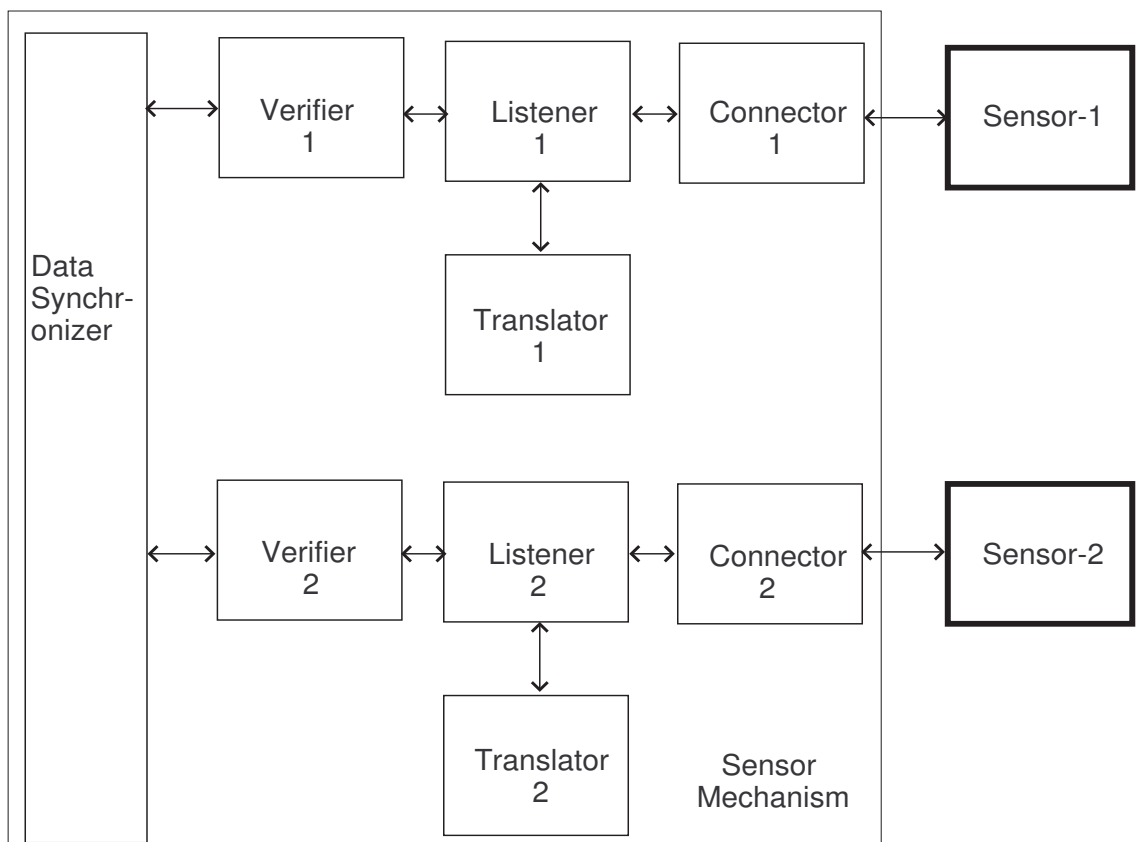 Verifier
1
Listener
1
Connector
1
Sensor-1
Data
Synchr-
onizer
Translator
1
Verifier
2
Listener
2
Connector
2
Sensor-2
Translator
2
Sensor
Mechanism